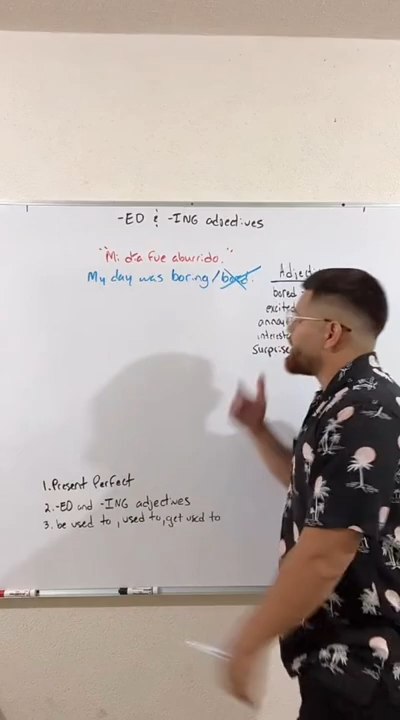 -ED & -ING adjectives
"Mi día fue aburrido."
My day was boring/bored.
bored
excited
surprise
1. Present Perfect
2. -ED and -ING adjectives
3. be used to, used to, get used to